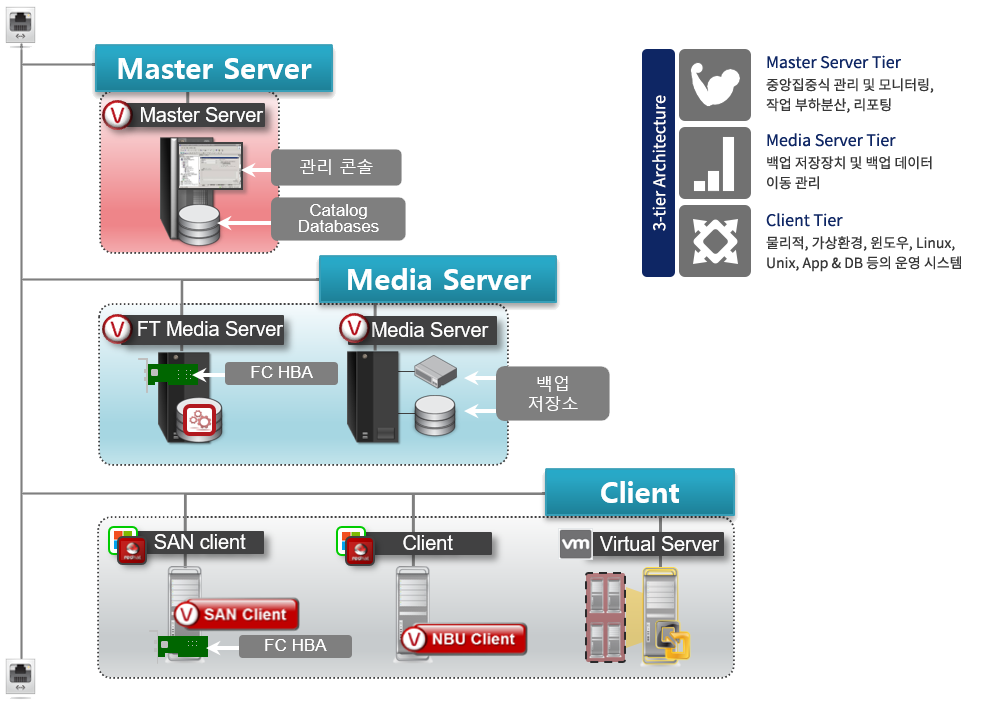 Master Server
V Master Server
관리 콘솔
Catalog
Databases
3-tier Architecture
Master Server Tier
중앙집중식 관리 및 모니터링,
작업 부하분산, 리포팅
Media Server Tier
백업 저장장치 및 백업 데이터
이동 관리
Client Tier
물리적, 가상환경, 윈도우, Linux,
Unix, App & DB 등의 운영 시스템
Media Server
V FT Media Server
V Media Server
FC HBA
백업
저장소
Client
SAN client
Client
vm Virtual Server
V SAN Client
V NBU Client
FC HBA